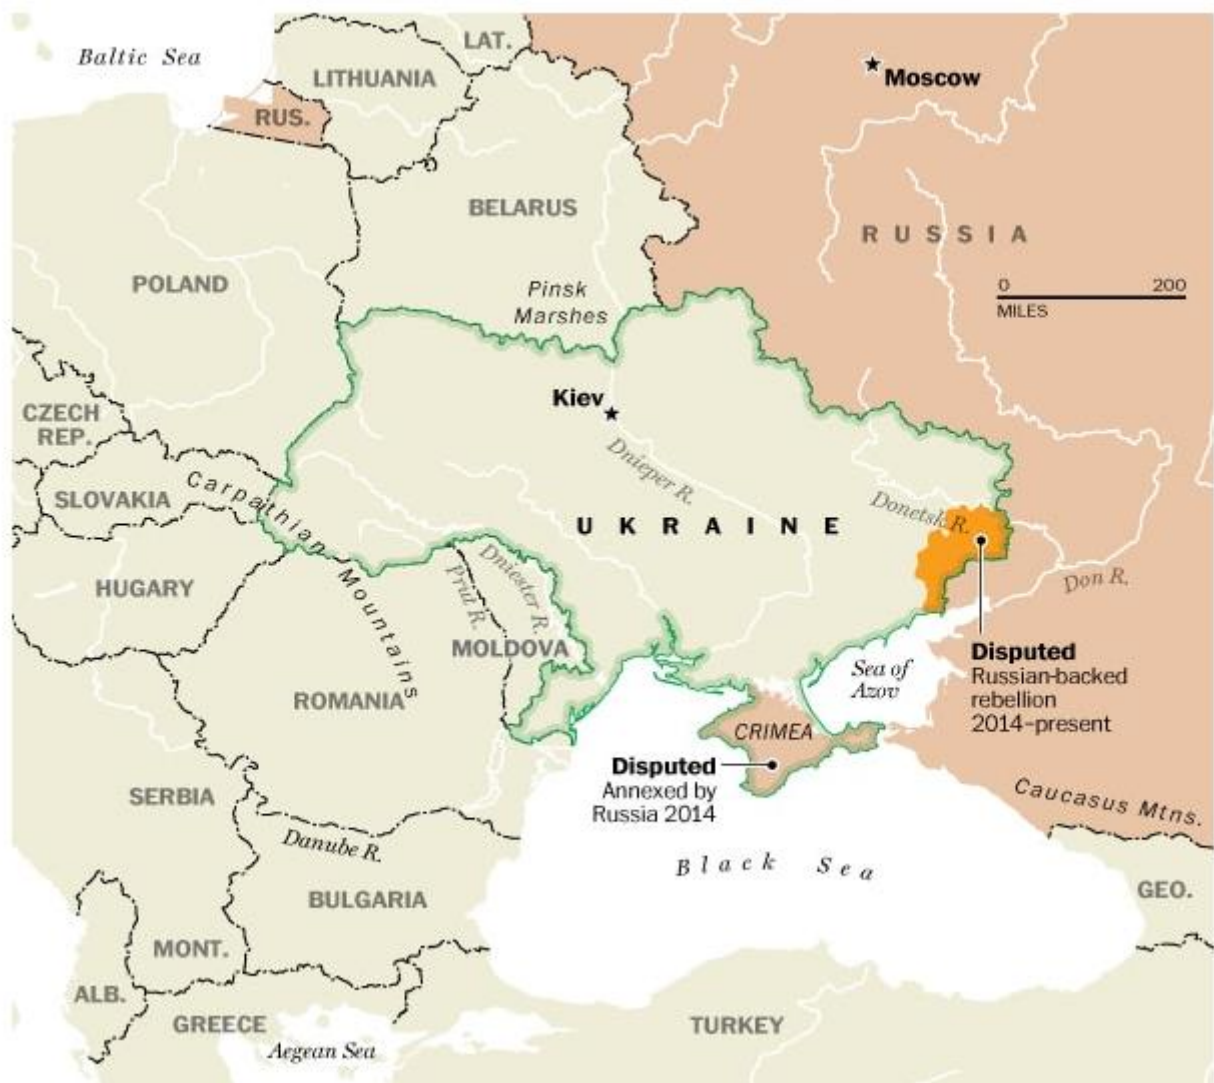 LAT.
Baltic Sea
LITHUANIA
Moscow
RUS.
BELARUS
RUSSIA
POLAND
Pinsk
Marshes
0 200
MILES
Kiev
CZECH
REP.
Dnieper R.
SLOVAKIA
Carpathian Mountains
UKRAINE
Donetsk R.
HUGARY
Prut R.
Dniester R.
Don R.
MOLDOVA
Disputed
Russian-backed
rebellion
2014–present
Sea of
Azov
ROMANIA
CRIMEA
Disputed
Annexed by
Russia 2014
SERBIA
Caucasus Mtns.
Danube R.
Black Sea
BULGARIA
GEO.
MONT.
ALB.
GREECE
Aegean Sea
TURKEY